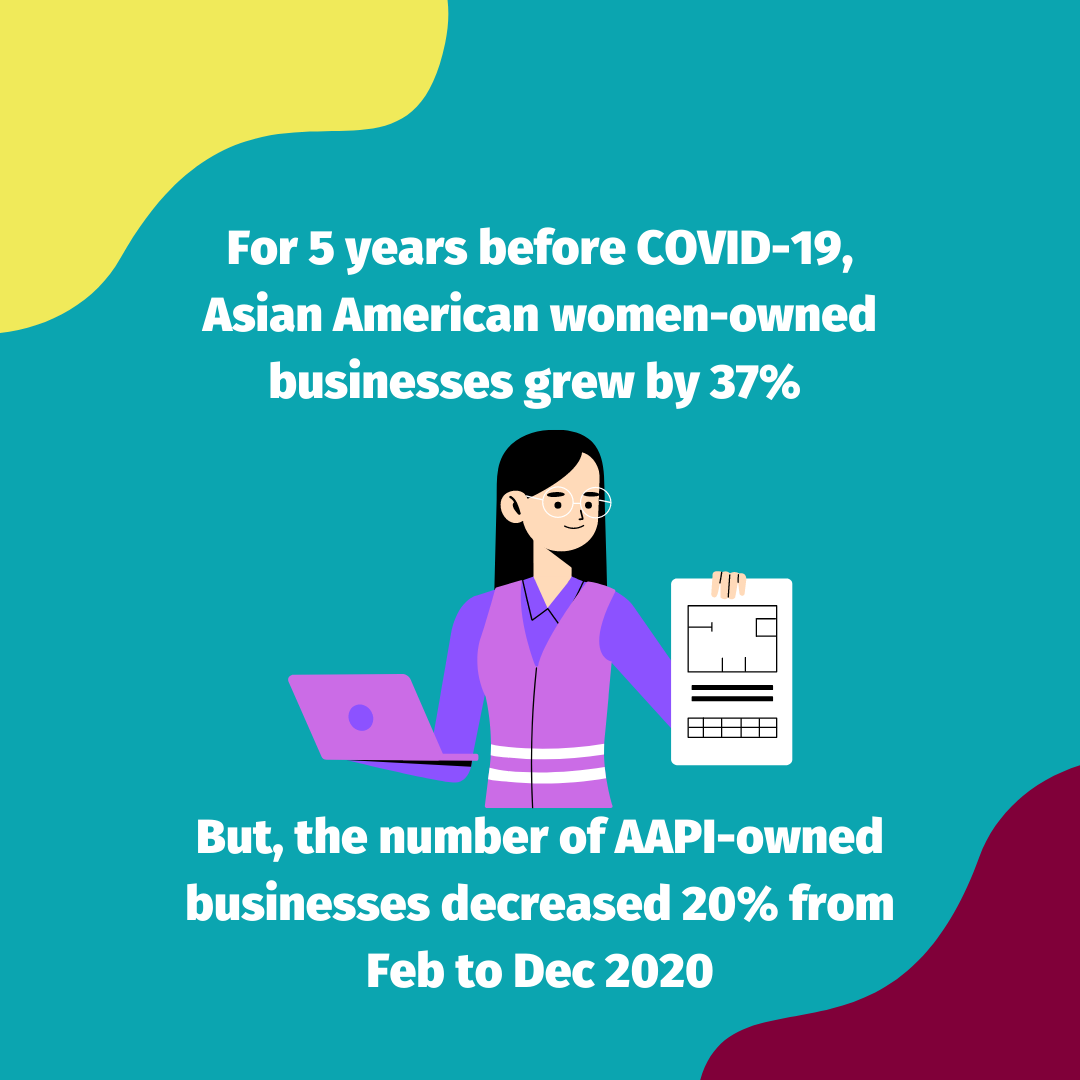 For 5 years before COVID-19,
Asian American women-owned
businesses grew by 37%
But, the number of AAPI-owned
businesses decreased 20% from
Feb to Dec 2020